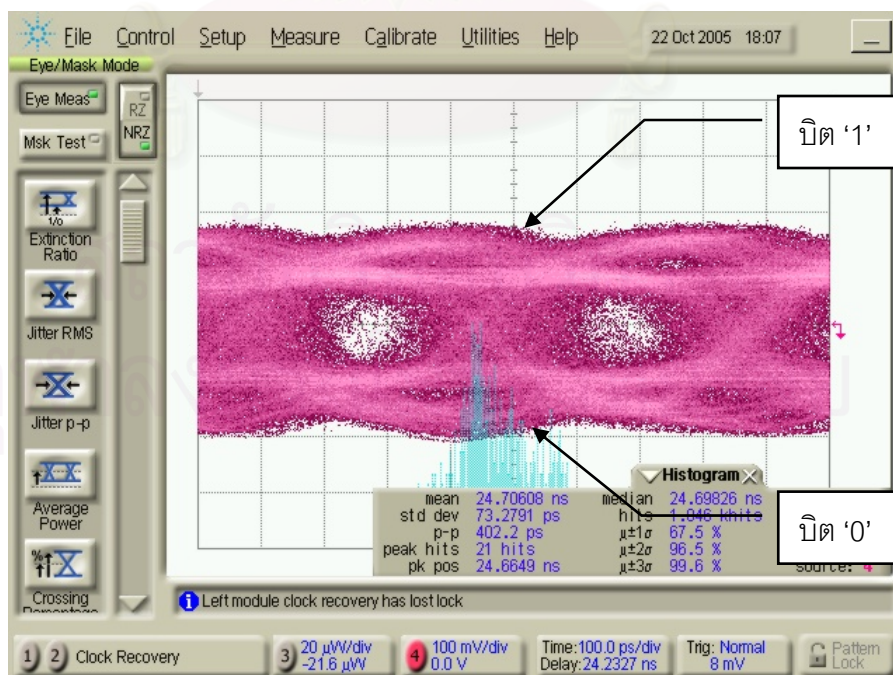 File Control Setup Measure Calibrate Utilities Help 22 Oct 2005 18:07
Eye/Mask Mode
Eye Meas
RZ
NRZ
Msk Test
บิต ‘1’
1/0
Extinction
Ratio
Jitter RMS
Jitter p-p
Average
Power
%
Crossing
Histogram
mean 24.70608 ns median 24.69826 ns
std dev 73.2791 ps hits 1.046 khits
p-p 402.2 ps μ±1σ 67.5 %
peak hits 21 hits μ±2σ 96.5 %
pk pos 24.6649 ns μ±3σ 99.6 %
source: 4
บิต ‘0’
Left module clock recovery has lost lock
1 2 Clock Recovery
3 20 μW/div
-21.6 μW
4 100 mV/div
0.0 V
Time:100.0 ps/div
Delay:24.2327 ns
Trig: Normal
8 mV
Pattern
Lock